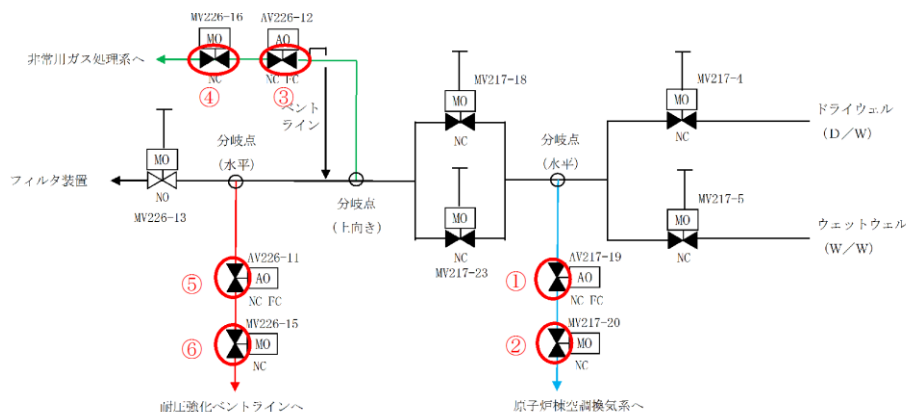 MV226-16
AV226-12
MO
AO
非常用ガス処理系へ
NC
NC FC
④
③
ベント
ライン
MV217-18
MO
NC
MV217-4
MO
NC
ドライウェル
(D/W)
分岐点
(水平)
分岐点
(水平)
MO
フィルタ装置
NO
MV226-13
分岐点
(上向き)
MO
NC
MV217-23
MV217-5
MO
NC
ウェットウェル
(W/W)
AV226-11
⑤
AO
NC FC
AV217-19
①
AO
NC FC
MV226-15
⑥
MO
NC
MV217-20
②
MO
NC
耐圧強化ベントラインへ
原子炉棟空調換気系へ